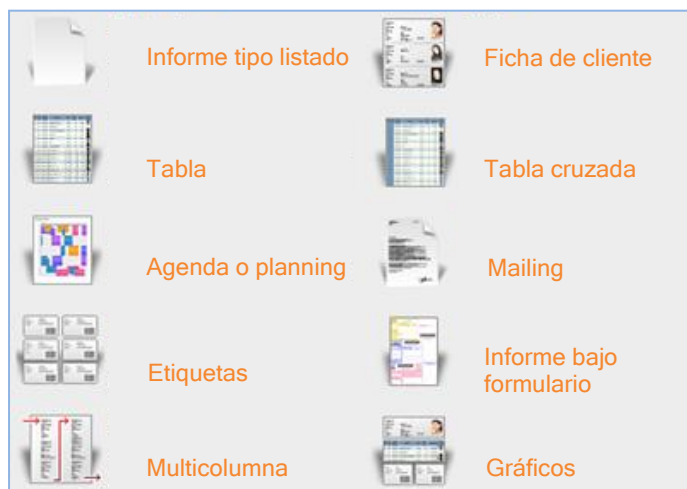 Informe tipo listado
Ficha de cliente
Tabla
Tabla cruzada
Agenda o planning
Mailing
Etiquetas
Informe bajo
formulario
Multicolumna
Gráficos